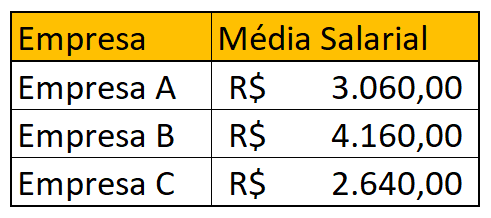 Empresa Média Salarial
Empresa A R$ 3.060,00
Empresa B R$ 4.160,00
Empresa C R$ 2.640,00